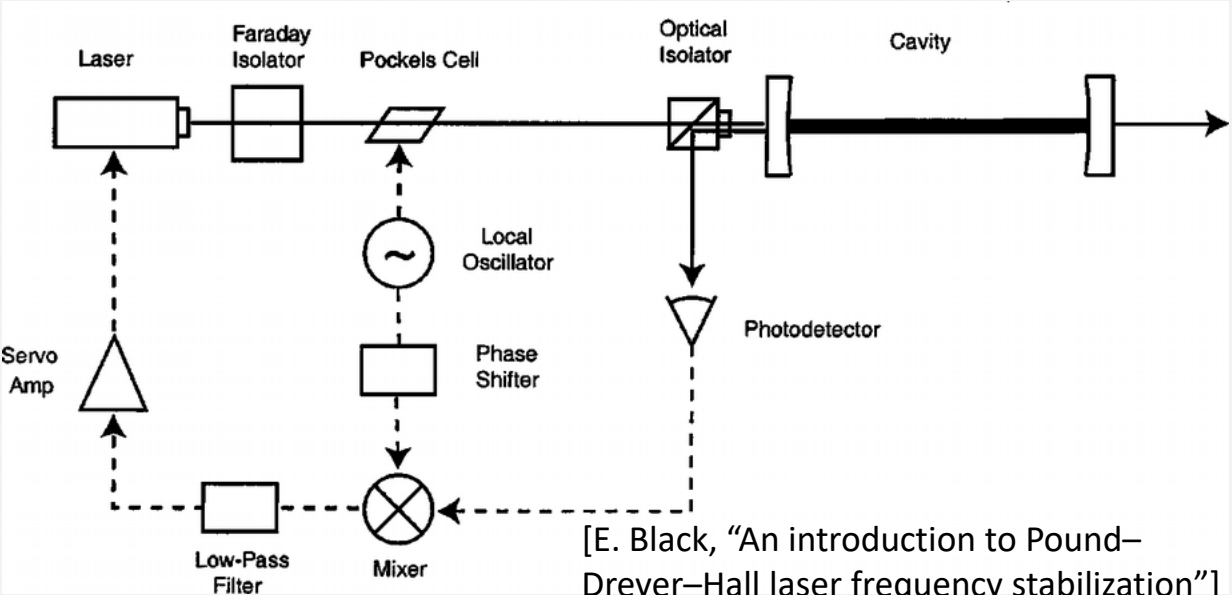 Laser
Faraday
Isolator
Pockels Cell
Optical
Isolator
Cavity
Local
Oscillator
Photodetector
Phase
Shifter
Servo
Amp
Low-Pass
Filter
Mixer
[E. Black, “An introduction to Pound–
Drever–Hall laser frequency stabilization”]